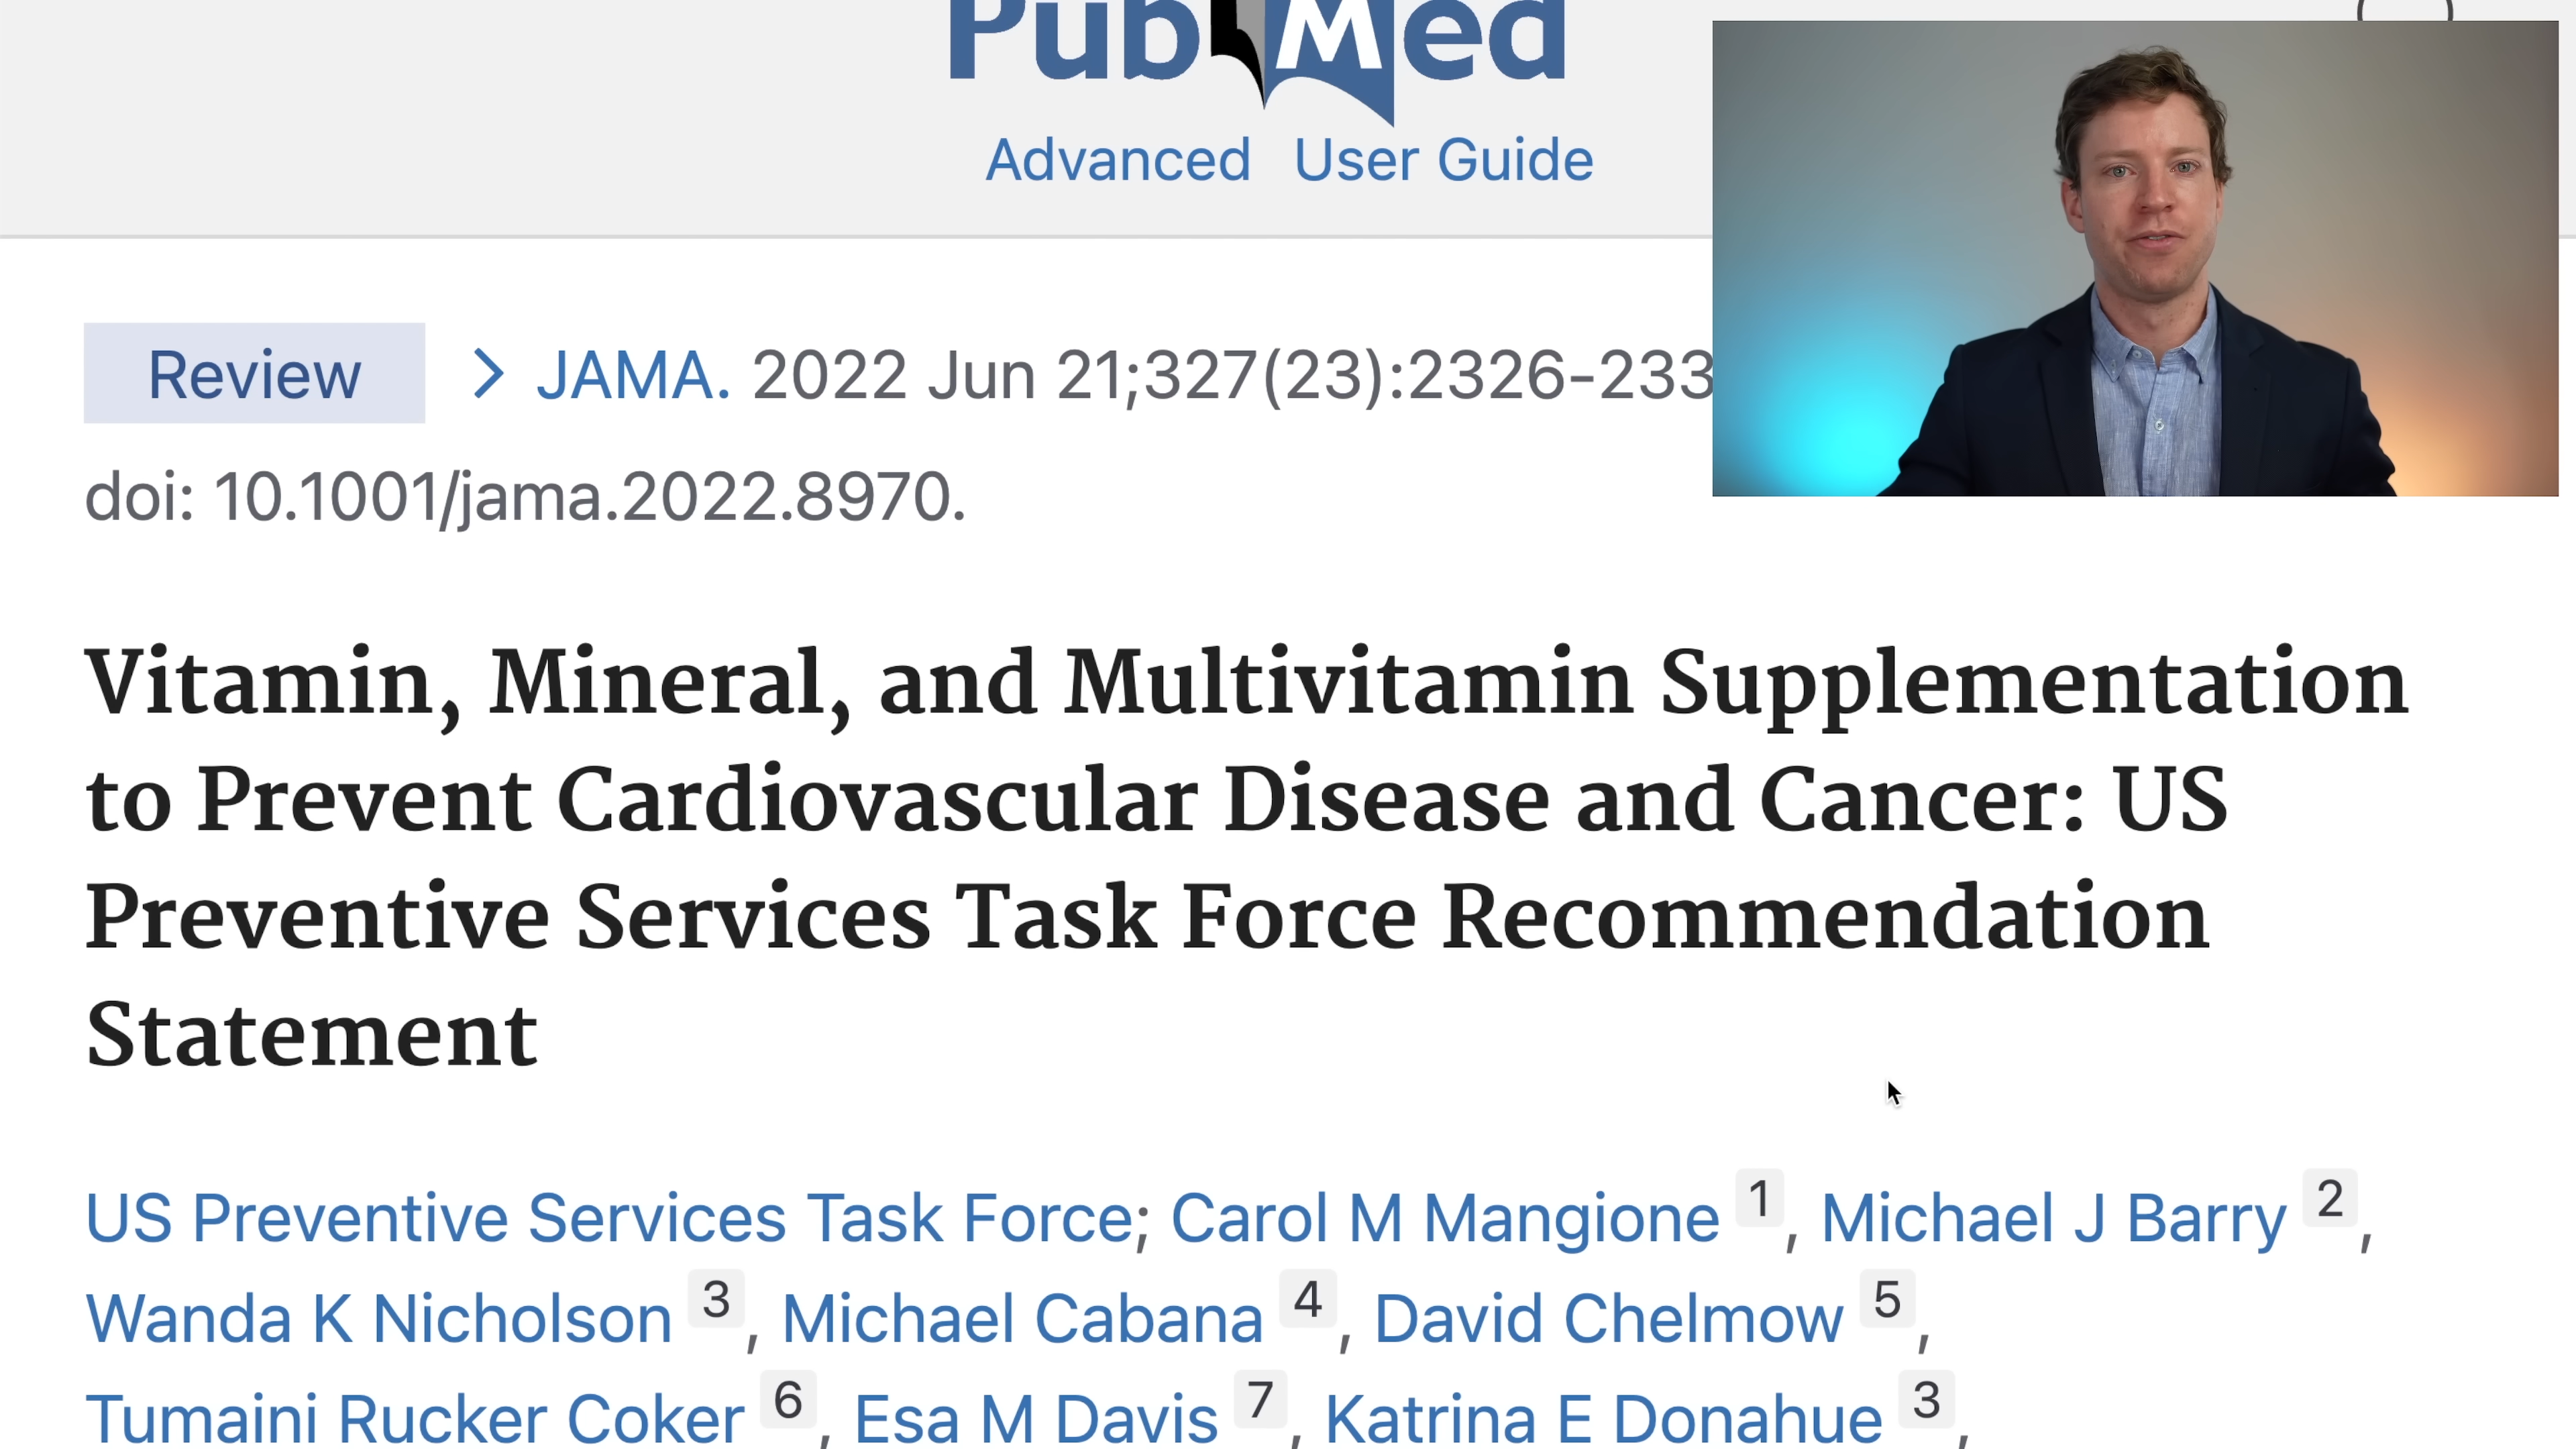 PubMed
Advanced User Guide
Review > JAMA. 2022 Jun 21;327(23):2326-233
doi: 10.1001/jama.2022.8970.
Vitamin, Mineral, and Multivitamin Supplementation
to Prevent Cardiovascular Disease and Cancer: US
Preventive Services Task Force Recommendation
Statement
US Preventive Services Task Force; Carol M Mangione 1, Michael J Barry 2,
Wanda K Nicholson 3, Michael Cabana 4, David Chelmow 5,
Tumaini Rucker Coker 6, Esa M Davis 7, Katrina E Donahue 3,